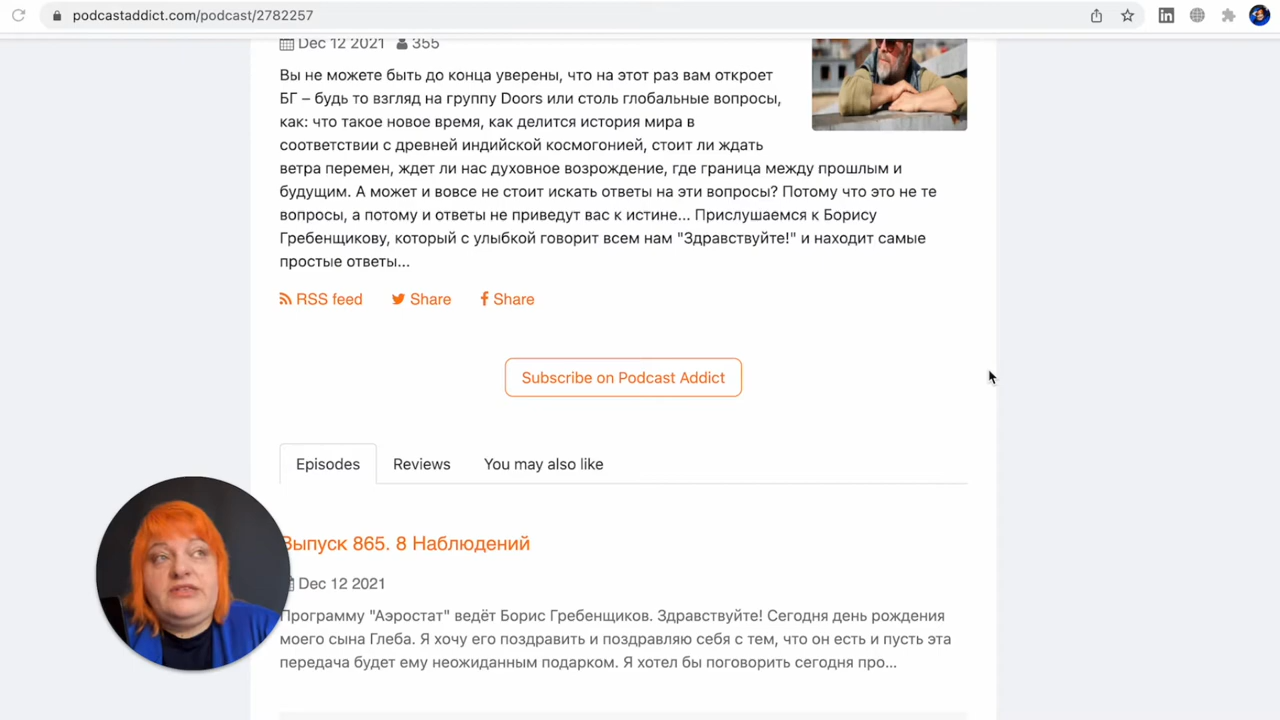 podcastaddict.com/podcast/2782257
Dec 12 2021 355
Вы не можете быть до конца уверены, что на этот раз вам откроет
БГ – будь то взгляд на группу Doors или столь глобальные вопросы,
как: что такое новое время, как делится история мира в
соответствии с древней индийской космогонией, стоит ли ждать
ветра перемен, ждет ли нас духовное возрождение, где граница между прошлым и
будущим. А может и вовсе не стоит искать ответы на эти вопросы? Потому что это не те
вопросы, а потому и ответы не приведут вас к истине... Прислушаемся к Борису
Гребенщикову, который с улыбкой говорит всем нам "Здравствуйте!" и находит самые
простые ответы...
RSS feed Share Share
Subscribe on Podcast Addict
Episodes Reviews You may also like
Выпуск 865. 8 Наблюдений
Dec 12 2021
Программу "Аэростат" ведёт Борис Гребенщиков. Здравствуйте! Сегодня день рождения
моего сына Глеба. Я хочу его поздравить и поздравляю себя с тем, что он есть и пусть эта
передача будет ему неожиданным подарком. Я хотел бы поговорить сегодня про...